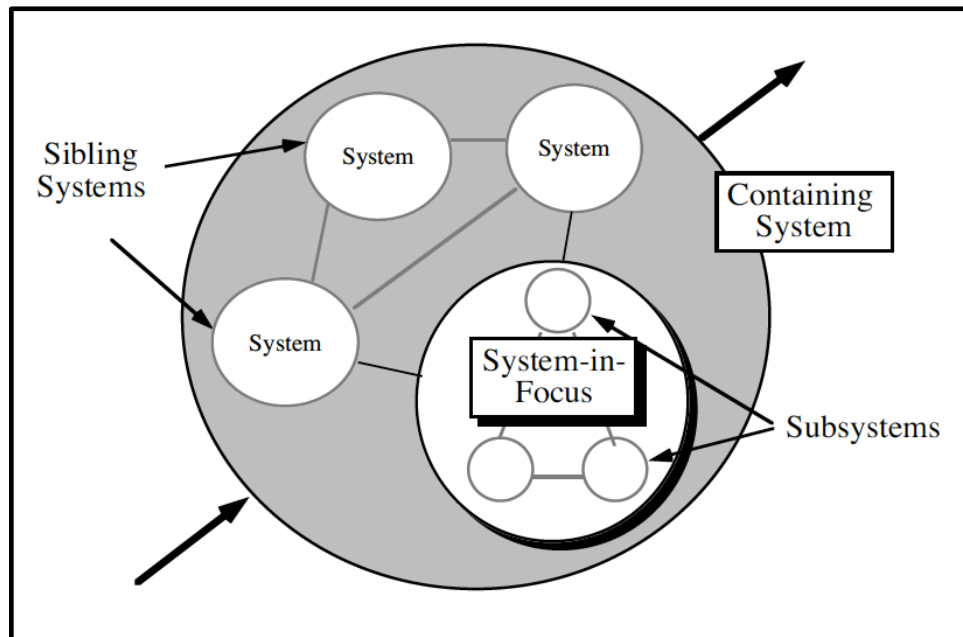 System
System
Sibling
Systems
Containing
System
System
System-in-
Focus
Subsystems